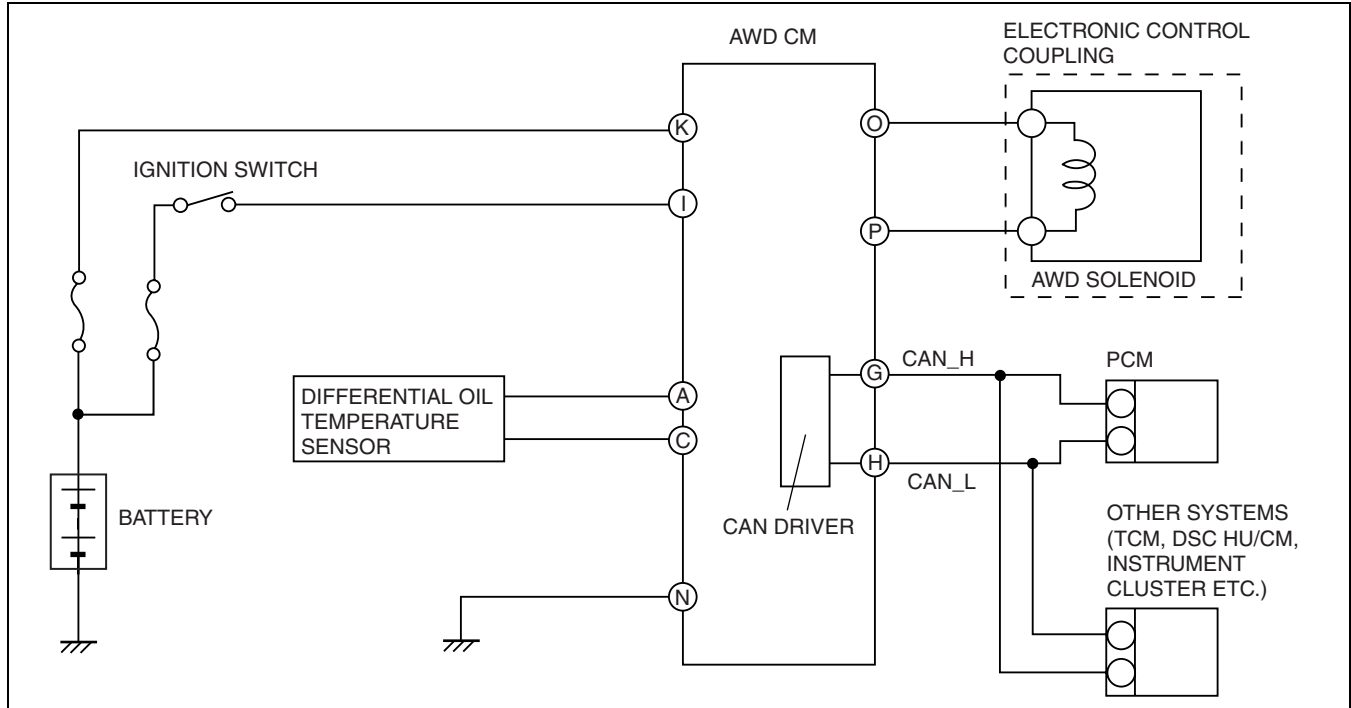 AWD CM
ELECTRONIC CONTROL
COUPLING
K
O
IGNITION SWITCH
I
P
AWD SOLENOID
CAN_H
G
PCM
DIFFERENTIAL OIL
TEMPERATURE
SENSOR
A
C
H
CAN_L
BATTERY
CAN DRIVER
OTHER SYSTEMS
(TCM, DSC HU/CM,
INSTRUMENT
CLUSTER ETC.)
N